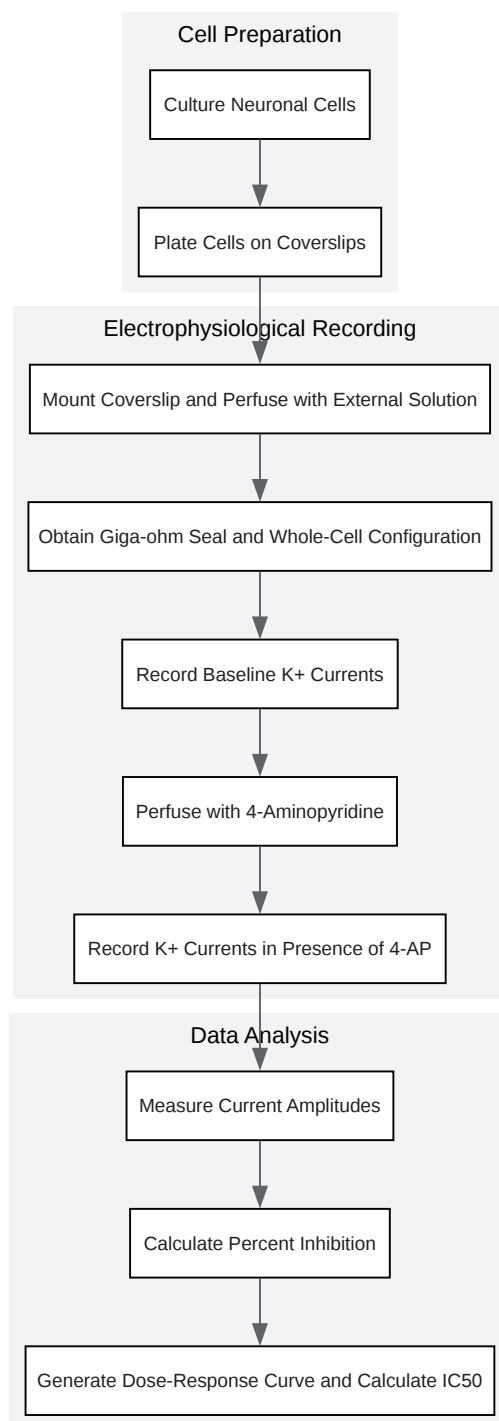 Cell Preparation
Culture Neuronal Cells
Plate Cells on Coverslips
Electrophysiological Recording
Mount Coverslip and Perfuse with External Solution
Obtain Giga-ohm Seal and Whole-Cell Configuration
Record Baseline K+ Currents
Perfuse with 4-Aminopyridine
Record K+ Currents in Presence of 4-AP
Data Analysis
Measure Current Amplitudes
Calculate Percent Inhibition
Generate Dose-Response Curve and Calculate IC50